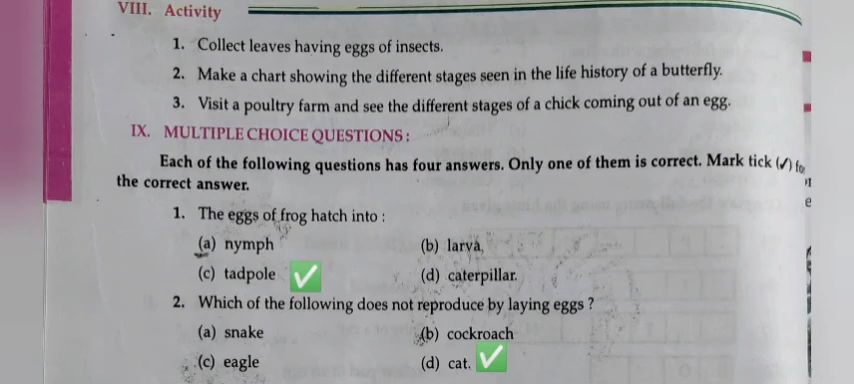 VIII. Activity
1. Collect leaves having eggs of insects.
2. Make a chart showing the different stages seen in the life history of a butterfly.
3. Visit a poultry farm and see the different stages of a chick coming out of an egg.
IX. MULTIPLE CHOICE QUESTIONS :
Each of the following questions has four answers. Only one of them is correct. Mark tick (✓) for
the correct answer.
1. The eggs of frog hatch into :
(a) nymph (b) larva
(c) tadpole ✅ (d) caterpillar.
2. Which of the following does not reproduce by laying eggs ?
(a) snake (b) cockroach
(c) eagle (d) cat. ✅